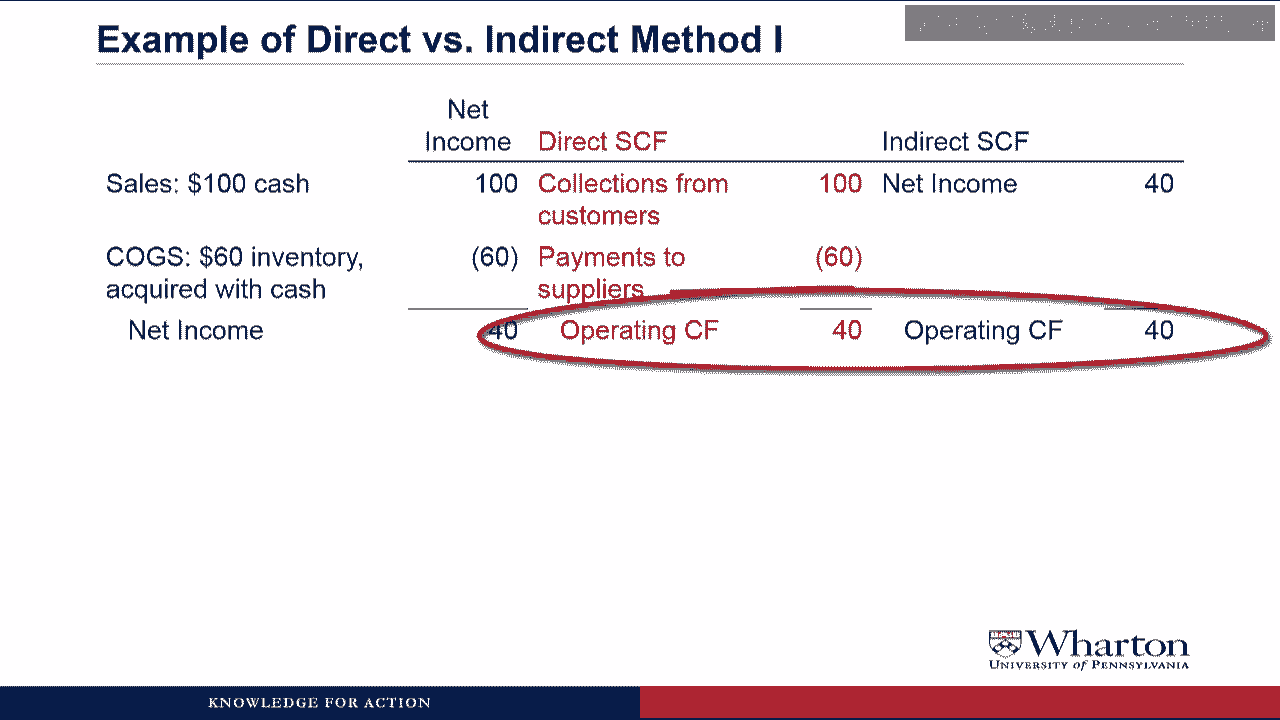 Example of Direct vs. Indirect Method I
Net
Income Direct SCF Indirect SCF
Sales: $100 cash 100 Collections from 100 Net Income 40
customers
COGS: $60 inventory, (60) Payments to (60)
acquired with cash suppliers
Net Income 40 Operating CF 40 Operating CF 40
Wharton
UNIVERSITY of PENNSYLVANIA
KNOWLEDGE FOR ACTION